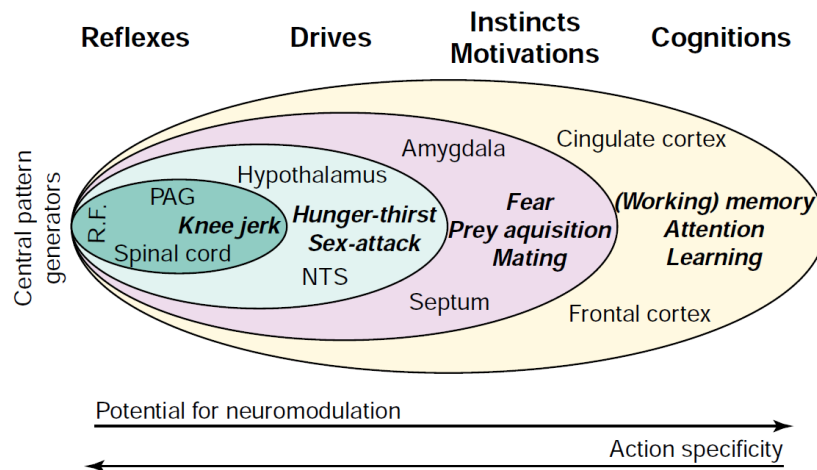 Reflexes
Drives
Instincts
Motivations
Cognitions
Central pattern
generators
R.F.
PAG
Knee jerk
Spinal cord
Hypothalamus
Hunger-thirst
Sex-attack
NTS
Amygdala
Fear
Prey aquisition
Mating
Septum
Cingulate cortex
(Working) memory
Attention
Learning
Frontal cortex
Potential for neuromodulation
Action specificity